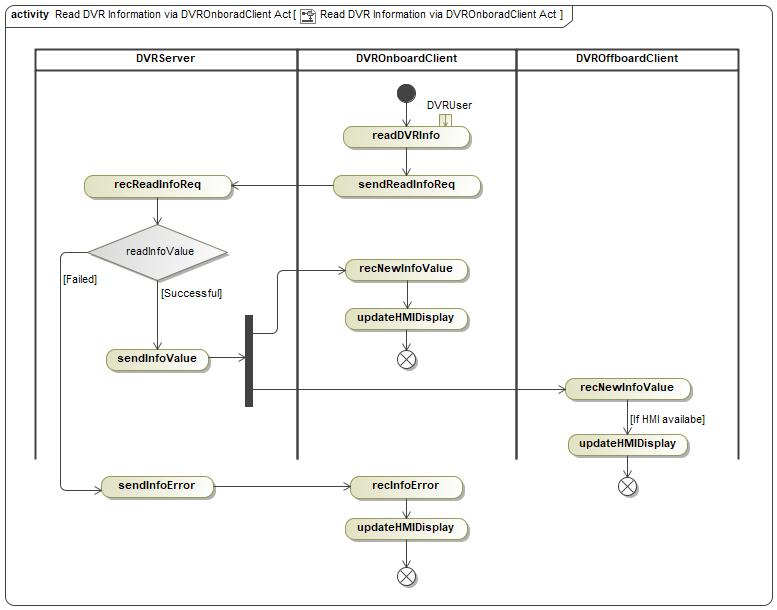 activity Read DVR Information via DVROnboradClient Act [ Read DVR Information via DVROnboradClient Act ]
DVRServer
DVROnboardClient
DVROffboardClient
DVRUser
readDVRInfo
recReadInfoReq
sendReadInfoReq
readInfoValue
[Failed]
[Successful]
recNewInfoValue
updateHMIDisplay
sendInfoValue
recNewInfoValue
[If HMI availabe]
updateHMIDisplay
sendInfoError
recInfoError
updateHMIDisplay